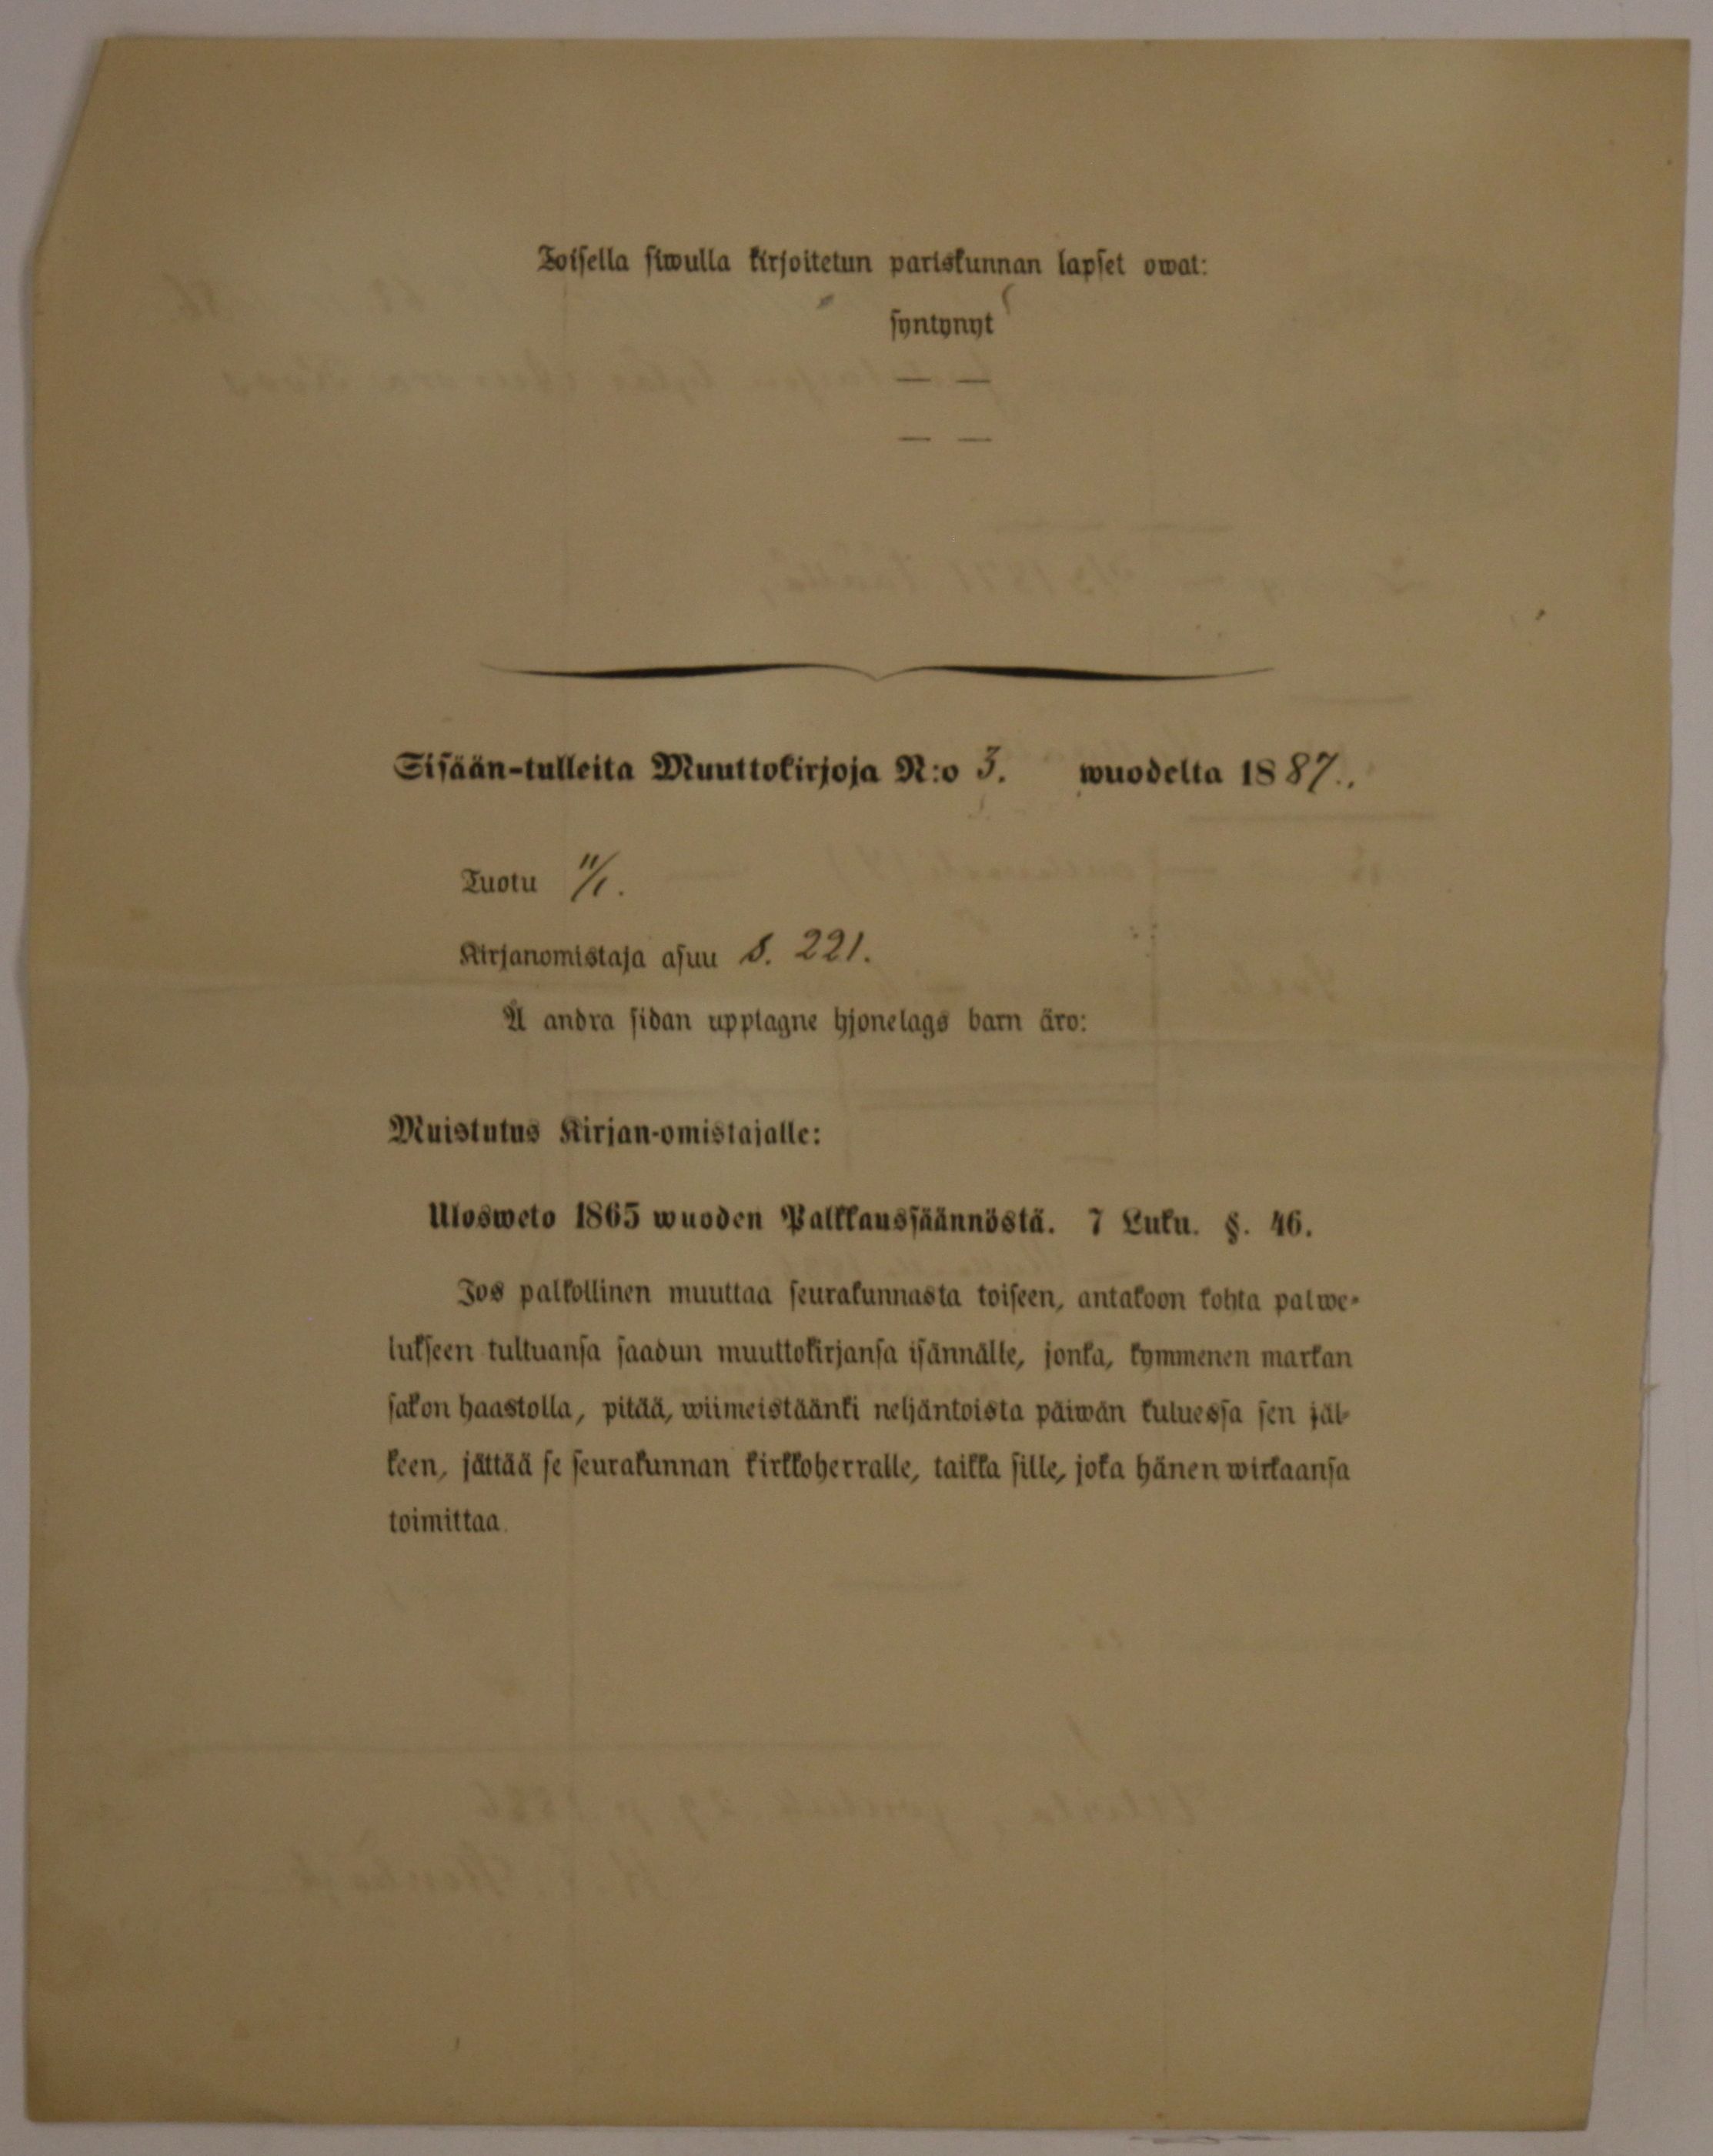 Toisella siwulla kirjoitetun pariskunnan lapset owat:
syntynyt
— —
— —
Sisään-tulleita Muuttokirjoja N:o 3. wuodelta 1887.
Tuotu 11/1.
Kirjanomistaja asuu S. 221.
Å andra sidan upptagne hjonelags barn äro:
Muistutus Kirjan-omistajalle:
Ulosweto 1865 wuoden Palkkaussäännöstä. 7 Luku. §. 46.
Jos palkollinen muuttaa seurakunnasta toiseen, antakoon kohta palwe-
lukseen tultuansa saadun muuttokirjansa isännälle, jonka, kymmenen markan
sakon haastolla, pitää, wiimeistäänki neljäntoista päiwän kuluessa sen jäl-
keen, jättää se seurakunnan kirkkoherralle, taikka sille, joka hänen wirkaansa
toimittaa.